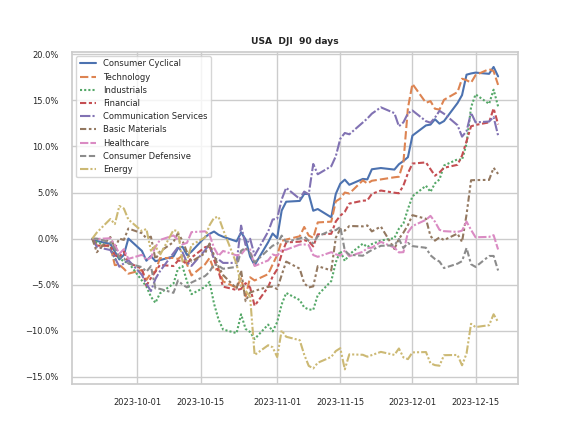 USA DJI 90 days
20.0%
15.0%
10.0%
5.0%
0.0%
−5.0%
−10.0%
−15.0%
Consumer Cyclical
Technology
Industrials
Financial
Communication Services
Basic Materials
Healthcare
Consumer Defensive
Energy
2023-10-01 2023-10-15 2023-11-01 2023-11-15 2023-12-01 2023-12-15